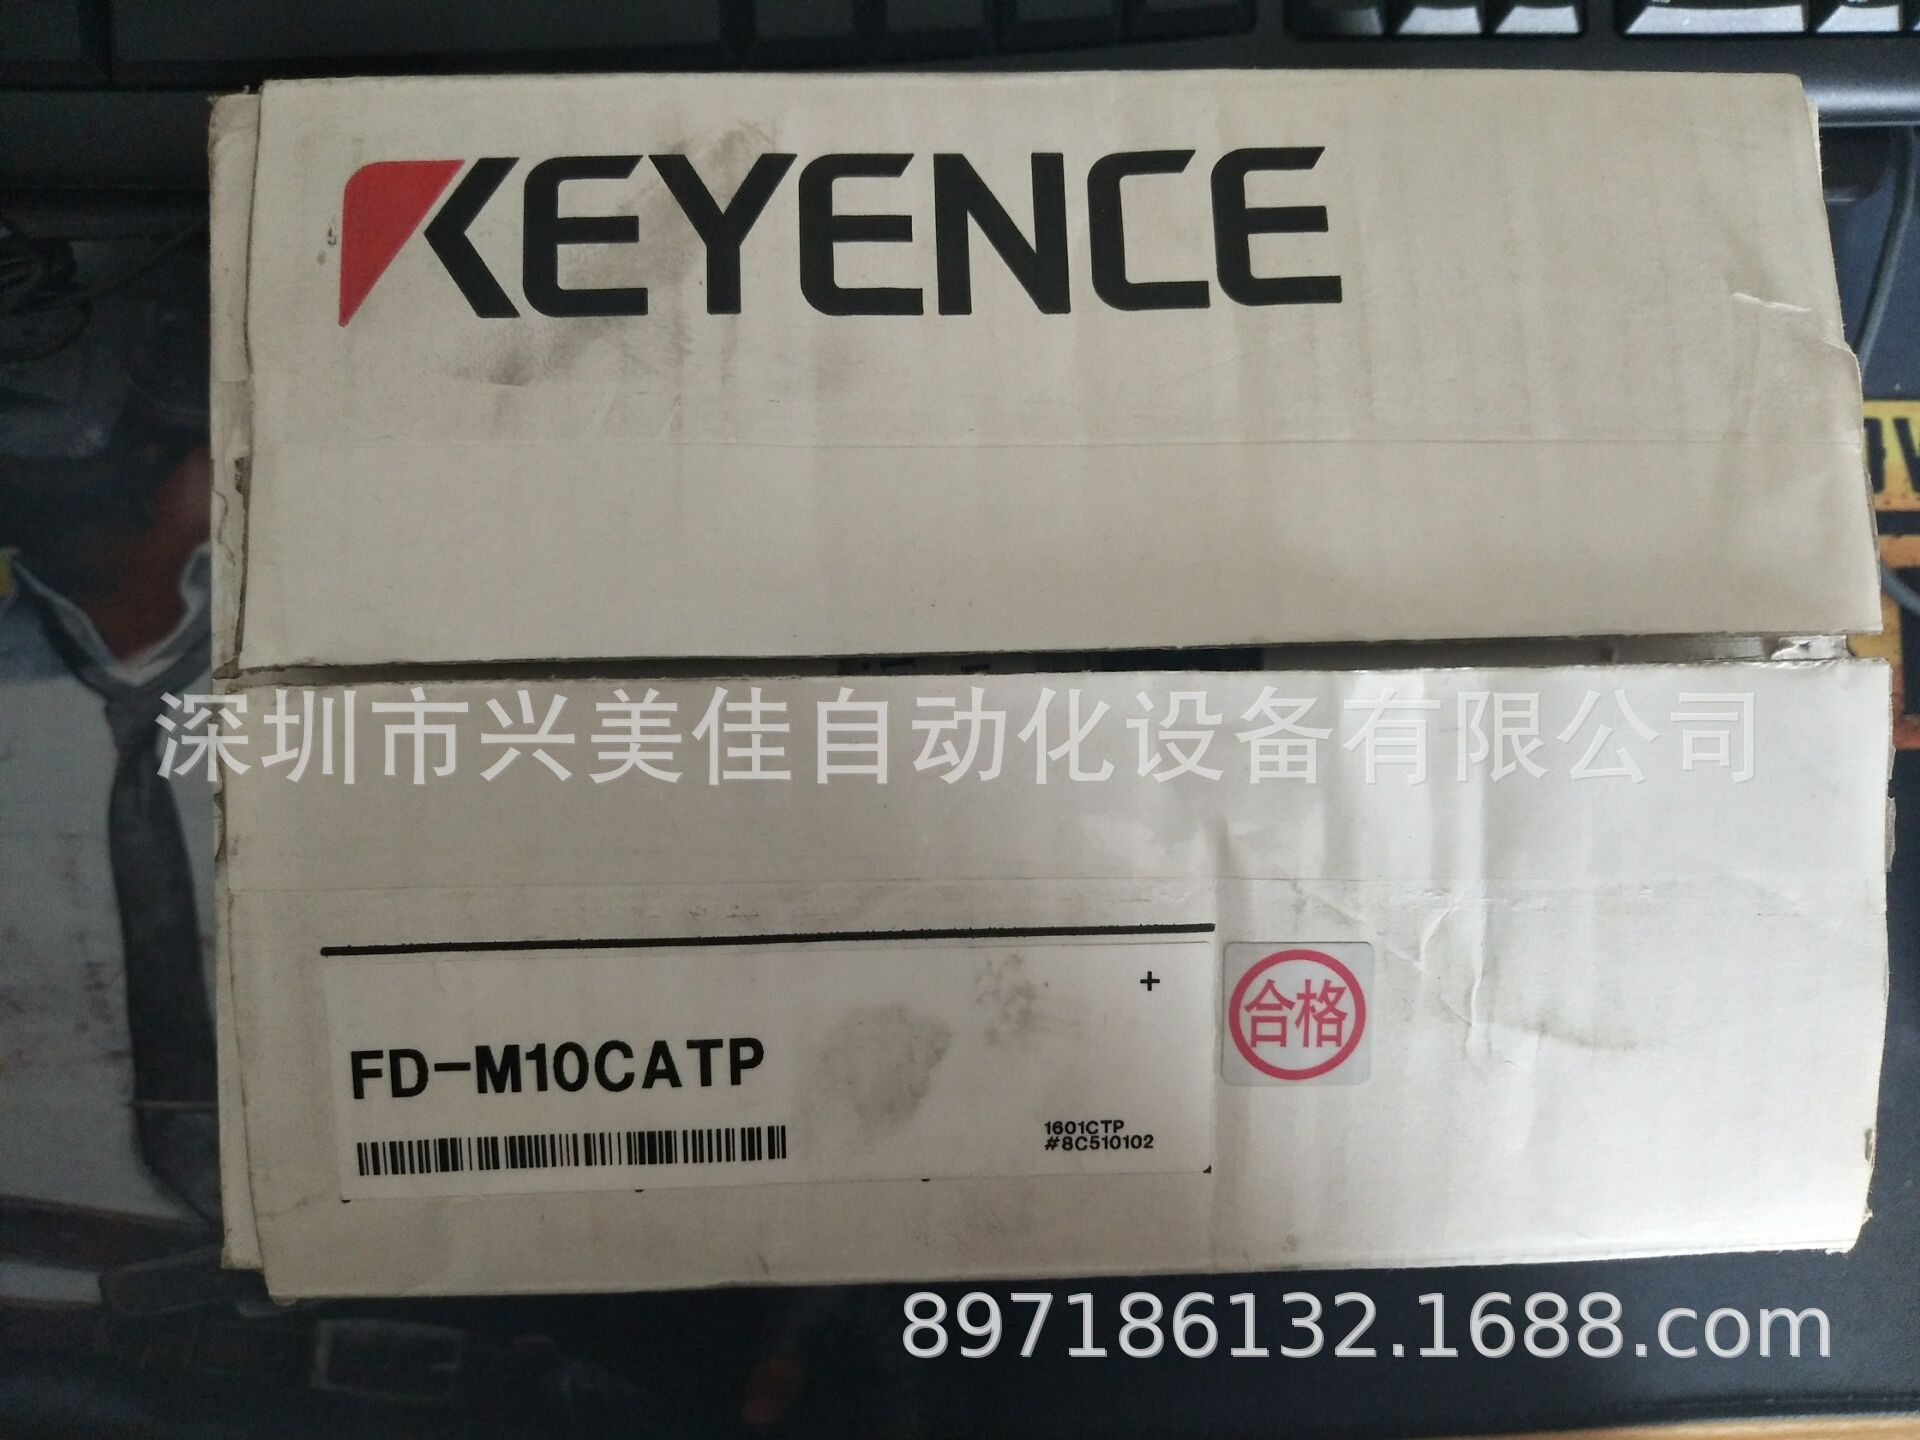 KEYENCE
深圳市兴美佳自动化设备有限公司
+
合格
FD-M10CATP
1601CTP
#8C510102
897186132.1688.com